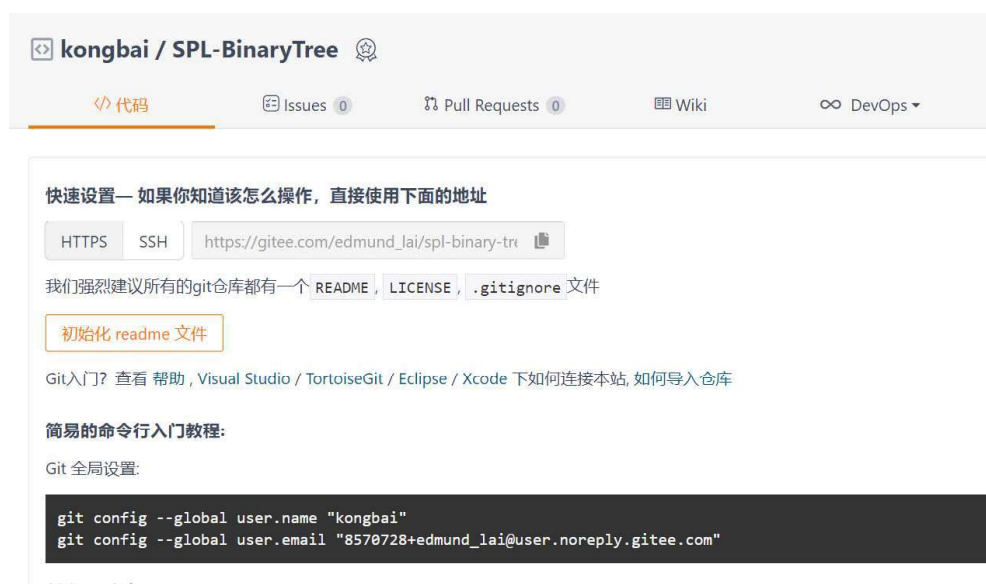 kongbai / SPL-BinaryTree
代码 Issues 0 Pull Requests 0 Wiki DevOps
快速设置— 如果你知道该怎么操作，直接使用下面的地址
HTTPS SSH https://gitee.com/edmund_lai/spl-binary-tre
我们强烈建议所有的git仓库都有一个 README , LICENSE , .gitignore 文件
初始化 readme 文件
Git入门？查看 帮助 , Visual Studio / TortoiseGit / Eclipse / Xcode 下如何连接本站, 如何导入仓库
简易的命令行入门教程:
Git 全局设置:
git config --global user.name "kongbai"
git config --global user.email "8570728+edmund_lai@user.noreply.gitee.com"